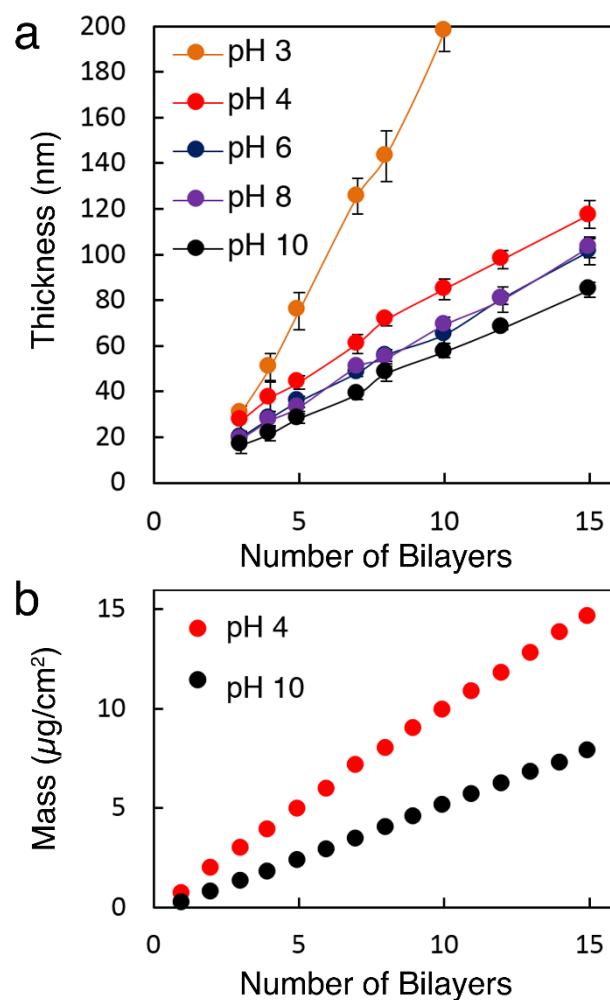 a
200
180
160
140
120
100
80
60
40
20
0
Thickness (nm)
pH 3
pH 4
pH 6
pH 8
pH 10
0 5 10 15
Number of Bilayers
b
15
10
5
0
Mass (µg/cm²)
pH 4
pH 10
0 5 10 15
Number of Bilayers